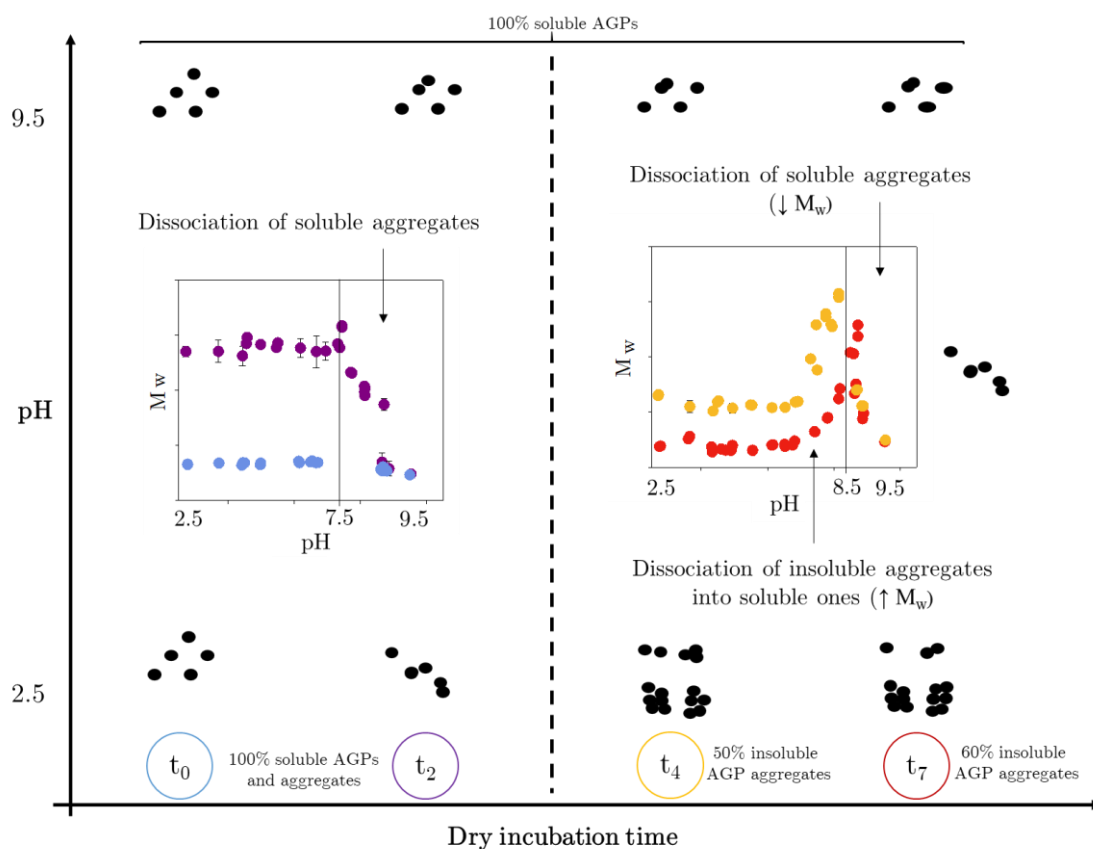 100% soluble AGPs
9.5
Dissociation of soluble aggregates
(↓ Mw)
Dissociation of soluble aggregates
Mw
2.5
7.5
9.5
pH
Mw
2.5
8.5
9.5
pH
pH
Dissociation of insoluble aggregates
into soluble ones (↑ Mw)
2.5
t0
100% soluble AGPs
and aggregates
t2
t4
50% insoluble
AGP aggregates
t7
60% insoluble
AGP aggregates
Dry incubation time